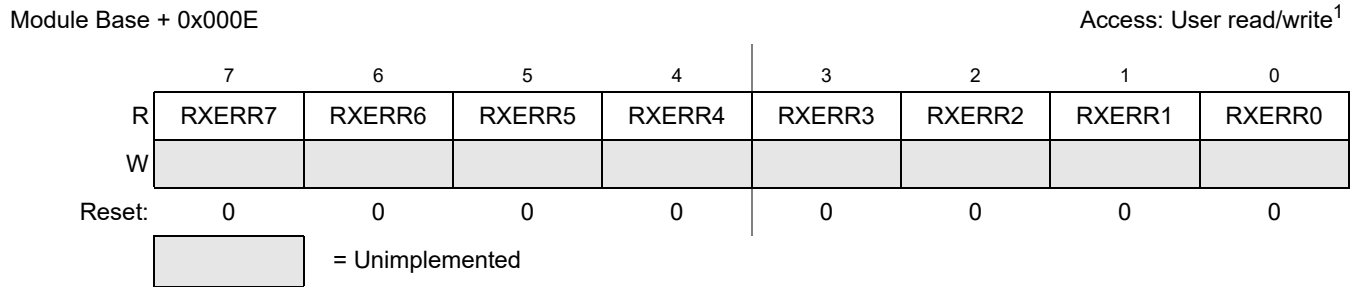 Module Base + 0x000E Access: User read/write1
7 6 5 4 3 2 1 0
R RXERR7 RXERR6 RXERR5 RXERR4 RXERR3 RXERR2 RXERR1 RXERR0
W
Reset: 0 0 0 0 0 0 0 0
= Unimplemented